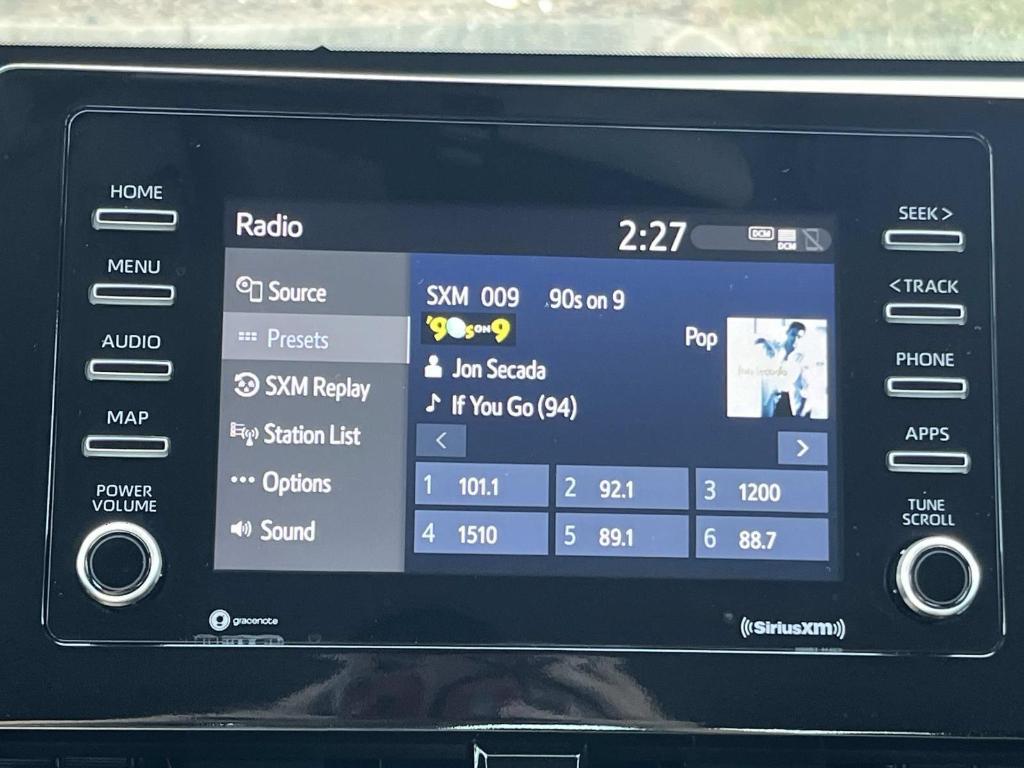 HOME
MENU
AUDIO
MAP
POWER
VOLUME
Radio
2:27
DCM
DCM
Source
Presets
SXM Replay
Station List
Options
Sound
SXM 009 90s on 9
'90s ON 9
Pop
Jon Secada
Jon Secada
If You Go (94)
<
>
1 101.1
2 92.1
3 1200
4 1510
5 89.1
6 88.7
SEEK >
< TRACK
PHONE
APPS
TUNE
SCROLL
gracenote
((SiriusXM))